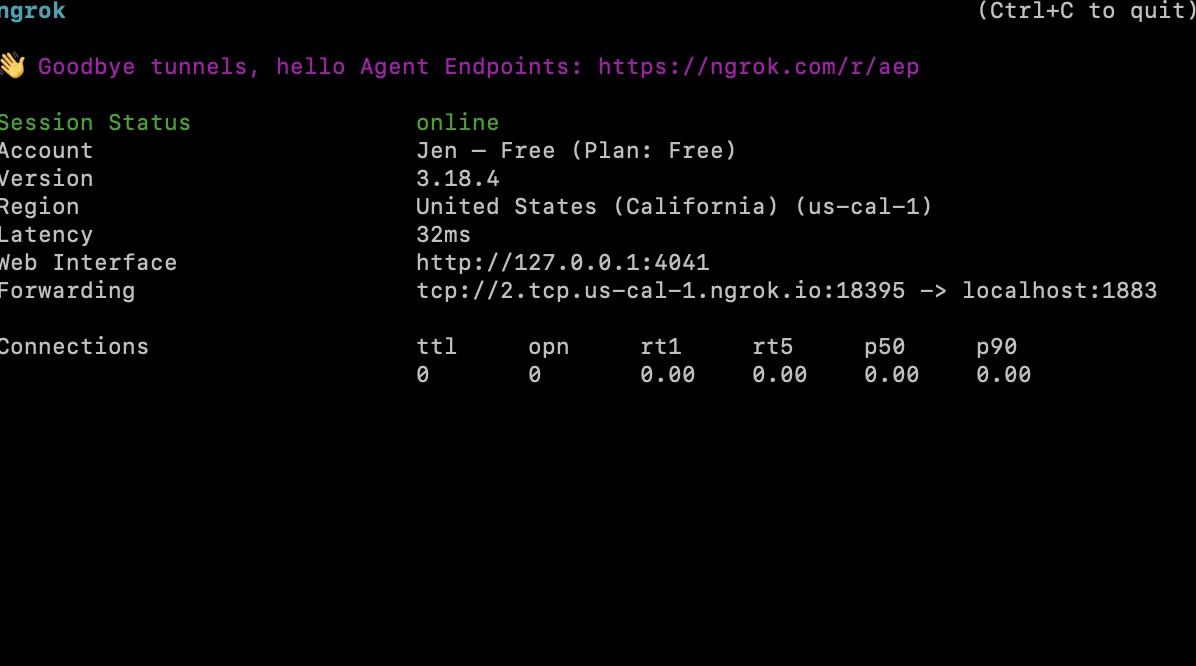 ngrok (Ctrl+C to quit)
👋 Goodbye tunnels, hello Agent Endpoints: https://ngrok.com/r/aep
Session Status online
Account Jen — Free (Plan: Free)
Version 3.18.4
Region United States (California) (us-cal-1)
Latency 32ms
Web Interface http://127.0.0.1:4041
Forwarding tcp://2.tcp.us-cal-1.ngrok.io:18395 -> localhost:1883
Connections ttl opn rt1 rt5 p50 p90
0 0 0.00 0.00 0.00 0.00